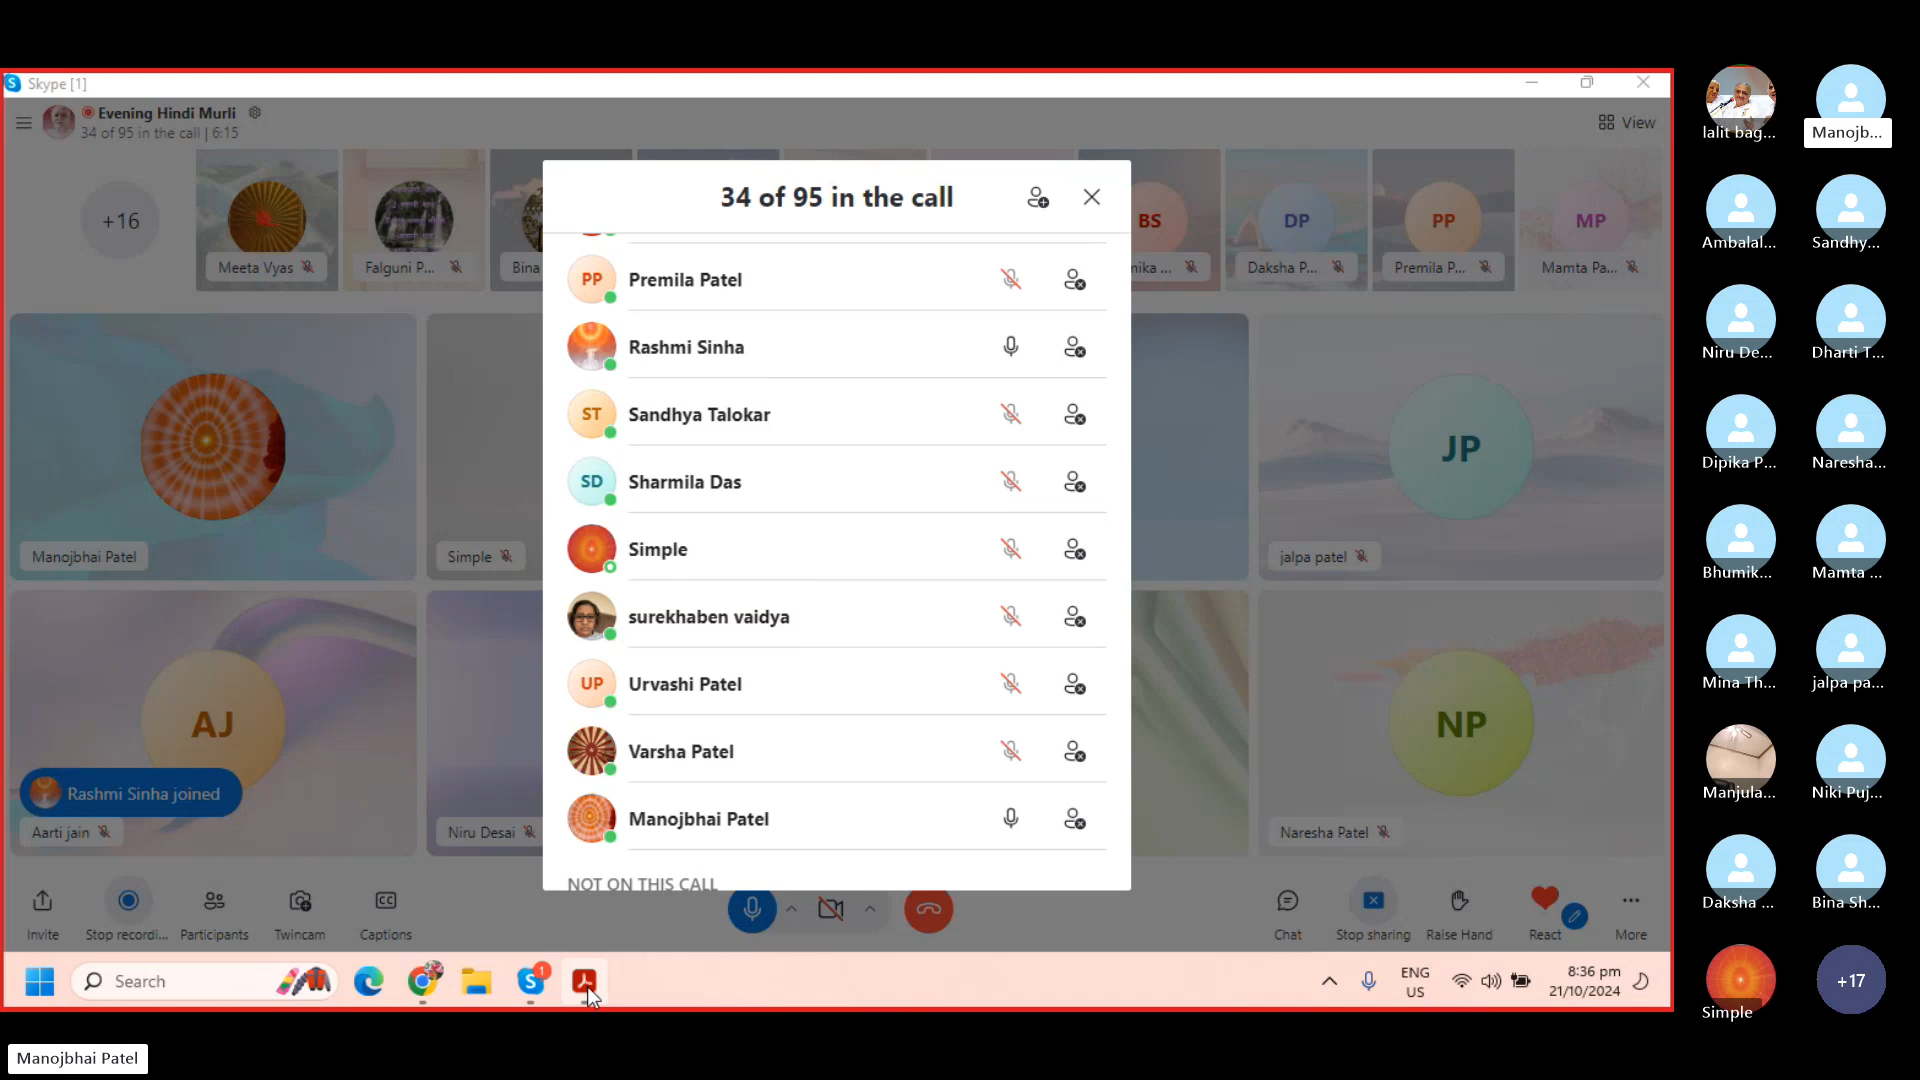 Skype [1]
Evening Hindi Murli
34 of 95 in the call | 6:15
View
+16
Meeta Vyas
Falguni P...
Bina
BS
nika ...
DP
Daksha P...
PP
Premila P...
MP
Mamta Pa...
34 of 95 in the call
PP
Premila Patel
Rashmi Sinha
ST
Sandhya Talokar
SD
Sharmila Das
Simple
surekhaben vaidya
UP
Urvashi Patel
Varsha Patel
Manojbhai Patel
NOT ON THIS CALL
Manojbhai Patel
Simple
JP
jalpa patel
AJ
Rashmi Sinha joined
Aarti jain
Niru Desai
NP
Naresha Patel
Invite
Stop recordi...
Participants
Twincam
Captions
Chat
Stop sharing
Raise Hand
React
More
Search
1
ENG
US
8:36 pm
21/10/2024
lalit bag...
Manojb...
Ambalal...
Sandhy...
Niru De...
Dharti T...
Dipika P...
Naresha...
Bhumik...
Mamta ...
Mina Th...
jalpa pa...
Manjula...
Niki Puj...
Daksha ...
Bina Sh...
Simple
+17
Manojbhai Patel